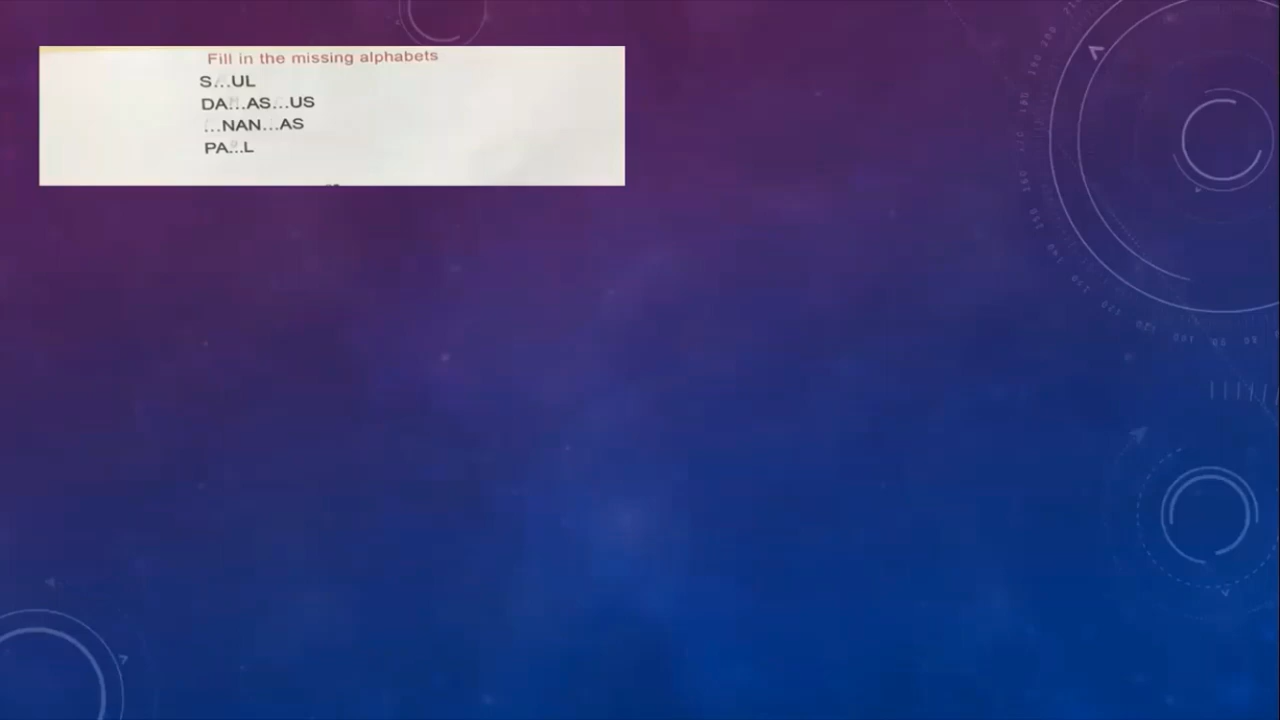 Fill in the missing alphabets
S...UL
DA...AS...US
...NAN...AS
PA...L